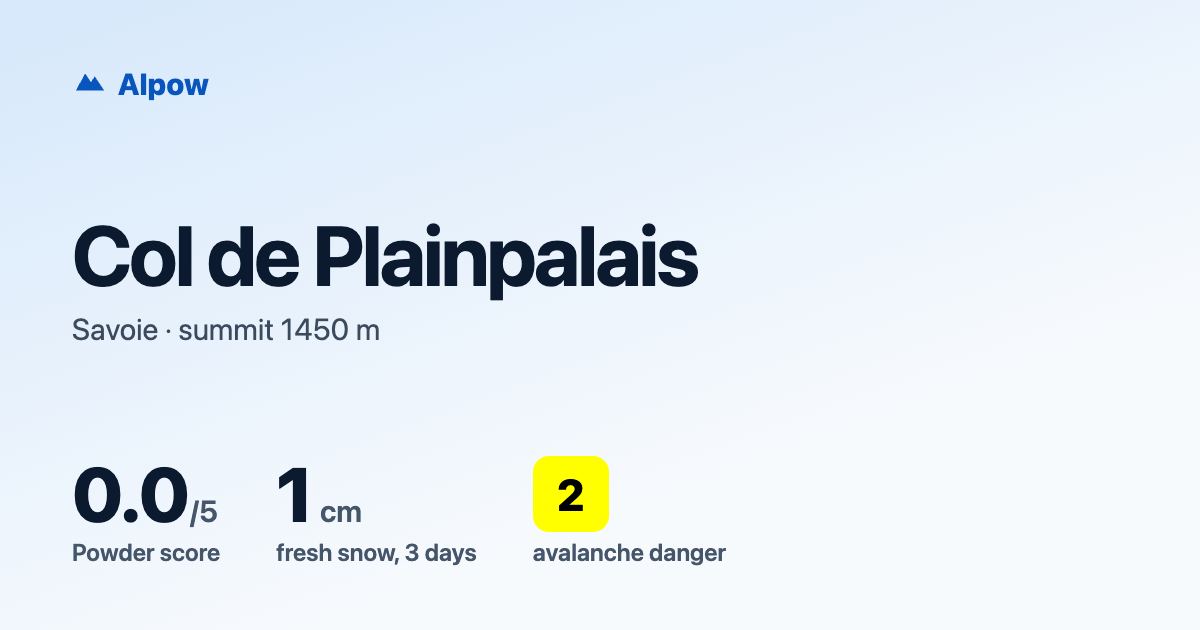 Alpow
Col de Plainpalais
Savoie · summit 1450 m
0.0/5
Powder score
1 cm
fresh snow, 3 days
2
avalanche danger